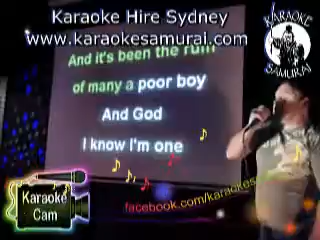 Karaoke Hire Sydney
www.karaokesamurai.com
KARAOKE
SAMURAI
And it's been the ruin
of many a poor boy
And God
I know I'm one
Karaoke
Cam
facebook.com/karaokes